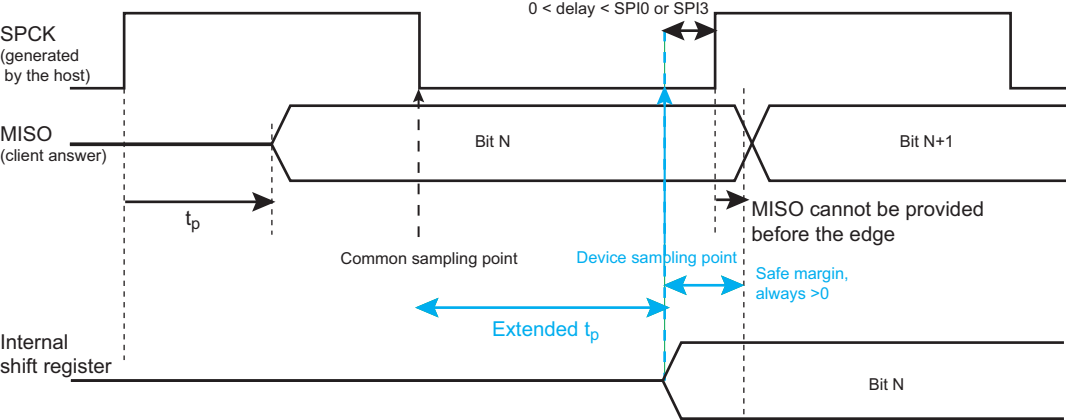 0 < delay < SPI0 or SPI3
SPCK
(generated
by the host)
MISO
(client answer)
Bit N
Bit N+1
tp
MISO cannot be provided
before the edge
Common sampling point
Device sampling point
Safe margin,
always >0
Extended tp
Internal
shift register
Bit N